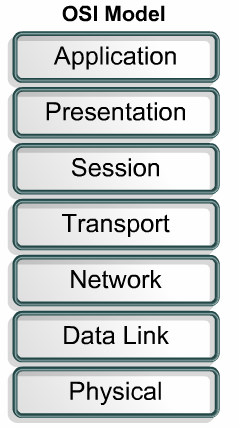 OSI Model
Application
Presentation
Session
Transport
Network
Data Link
Physical